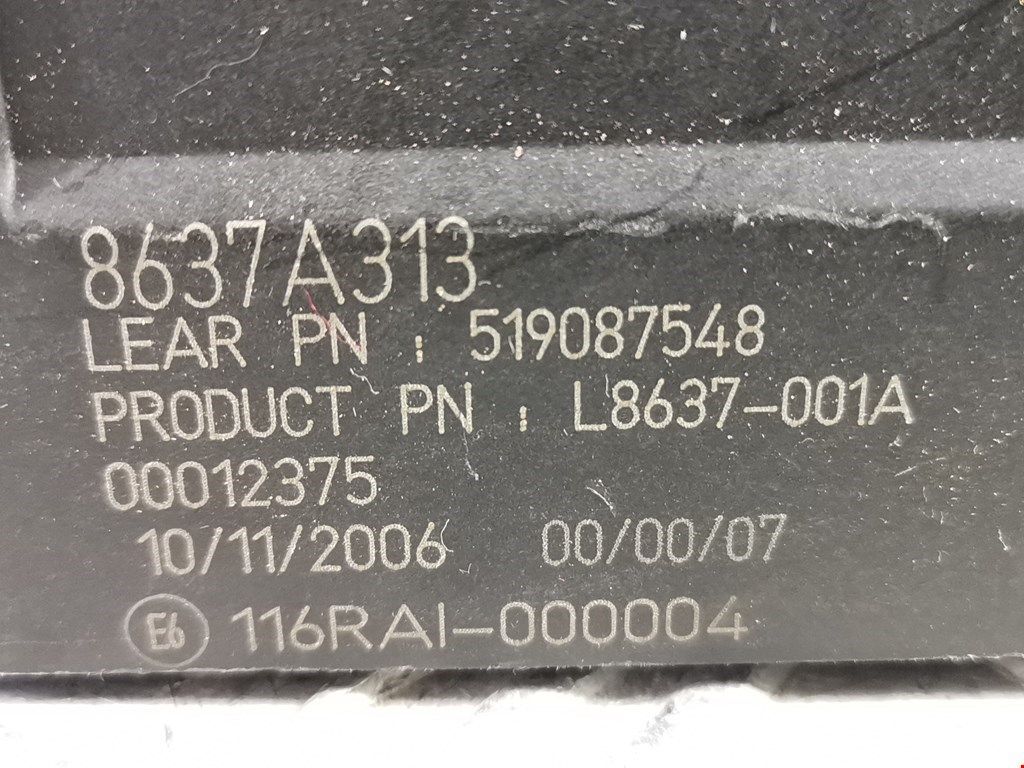 8637A313
LEAR PN : 519087548
PRODUCT PN : L8637-001A
00012375
10/11/2006 00/00/07
E6 116RAI-000004